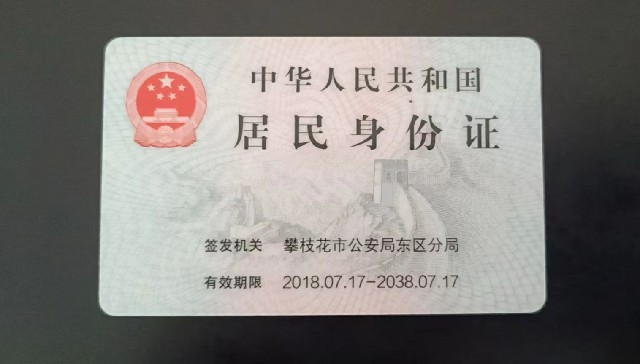 中华人民共和国
居民身份证
签发机关 攀枝花市公安局东区分局
有效期限 2018.07.17-2038.07.17